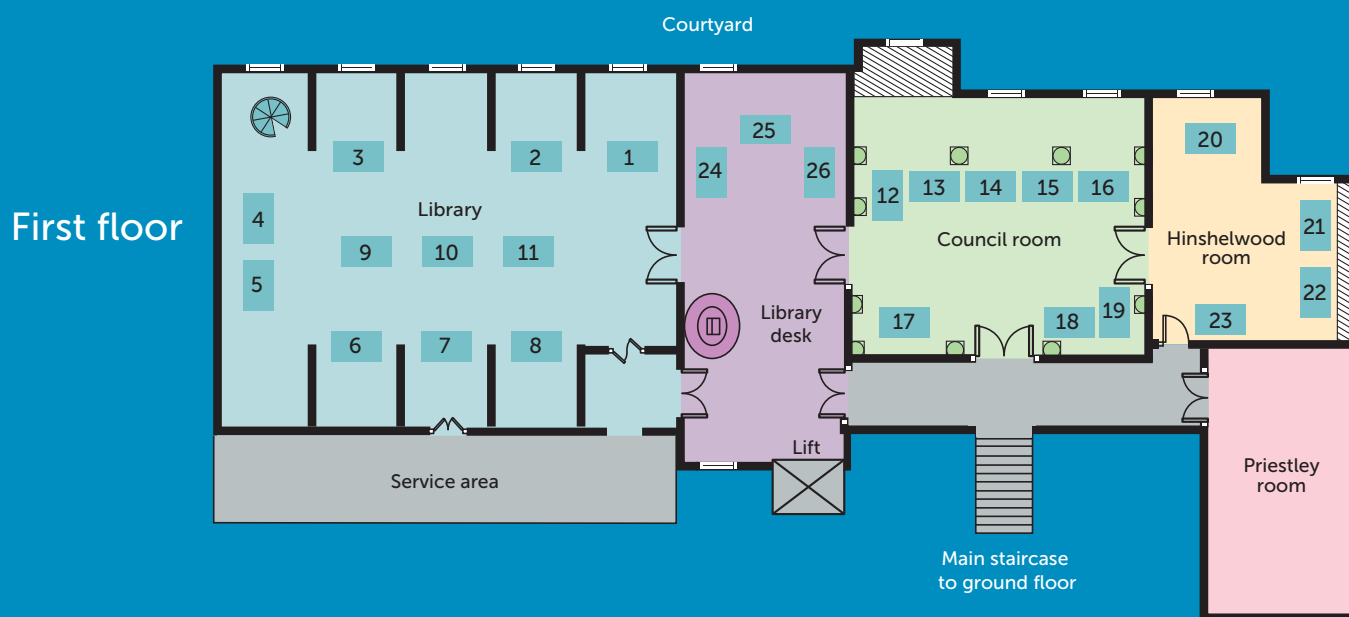 Courtyard
First floor
3
2
1
4
5
Library
9
10
11
6
7
8
25
24
26
Library
desk
Lift
12
13
14
15
16
Council room
17
18
19
20
21
Hinshelwood
room
22
23
Service area
Priestley
room
Main staircase
to ground floor